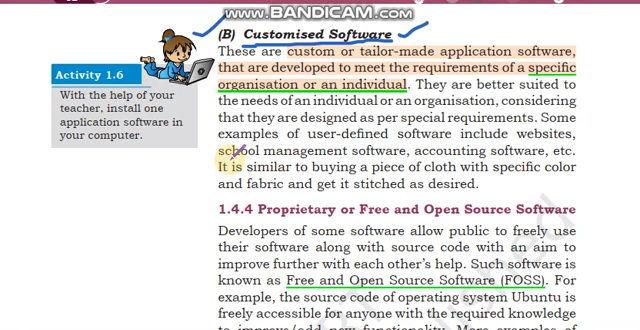 www.BANDICAM.com
(B) Customised Software
These are custom or tailor-made application software,
that are developed to meet the requirements of a specific
organisation or an individual. They are better suited to
the needs of an individual or an organisation, considering
that they are designed as per special requirements. Some
examples of user-defined software include websites,
school management software, accounting software, etc.
It is similar to buying a piece of cloth with specific color
and fabric and get it stitched as desired.
Activity 1.6
With the help of your
teacher, install one
application software in
your computer.
1.4.4 Proprietary or Free and Open Source Software
Developers of some software allow public to freely use
their software along with source code with an aim to
improve further with each other's help. Such software is
known as Free and Open Source Software (FOSS). For
example, the source code of operating system Ubuntu is
freely accessible for anyone with the required knowledge
to improve/add new functionality. More examples of